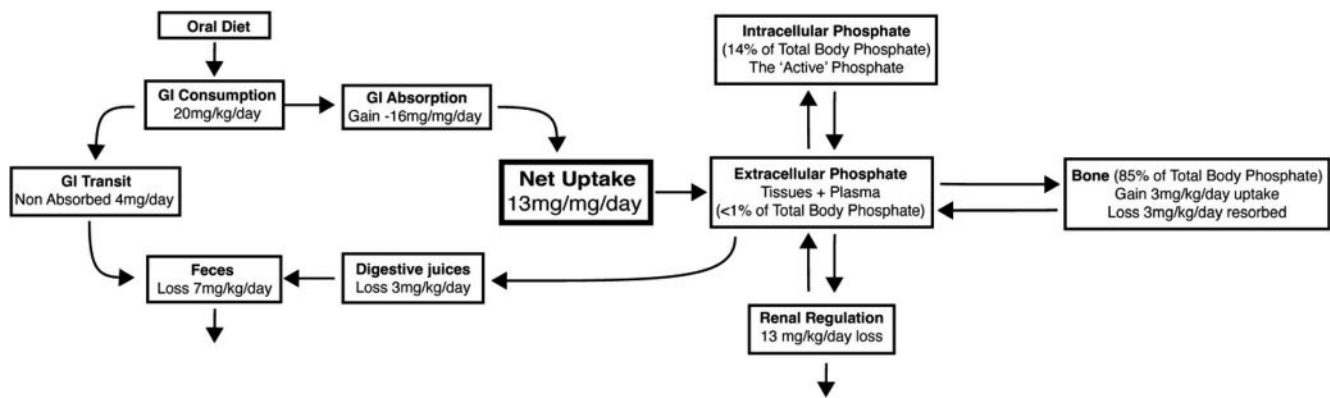 Oral Diet
GI Consumption
20mg/kg/day
GI Absorption
Gain -16mg/mg/day
GI Transit
Non Absorbed 4mg/day
Feces
Loss 7mg/kg/day
Digestive juices
Loss 3mg/kg/day
Net Uptake
13mg/mg/day
Intracellular Phosphate
(14% of Total Body Phosphate)
The ‘Active’ Phosphate
Extracellular Phosphate
Tissues + Plasma
(<1% of Total Body Phosphate)
Renal Regulation
13 mg/kg/day loss
Bone (85% of Total Body Phosphate)
Gain 3mg/kg/day uptake
Loss 3mg/kg/day resorbed